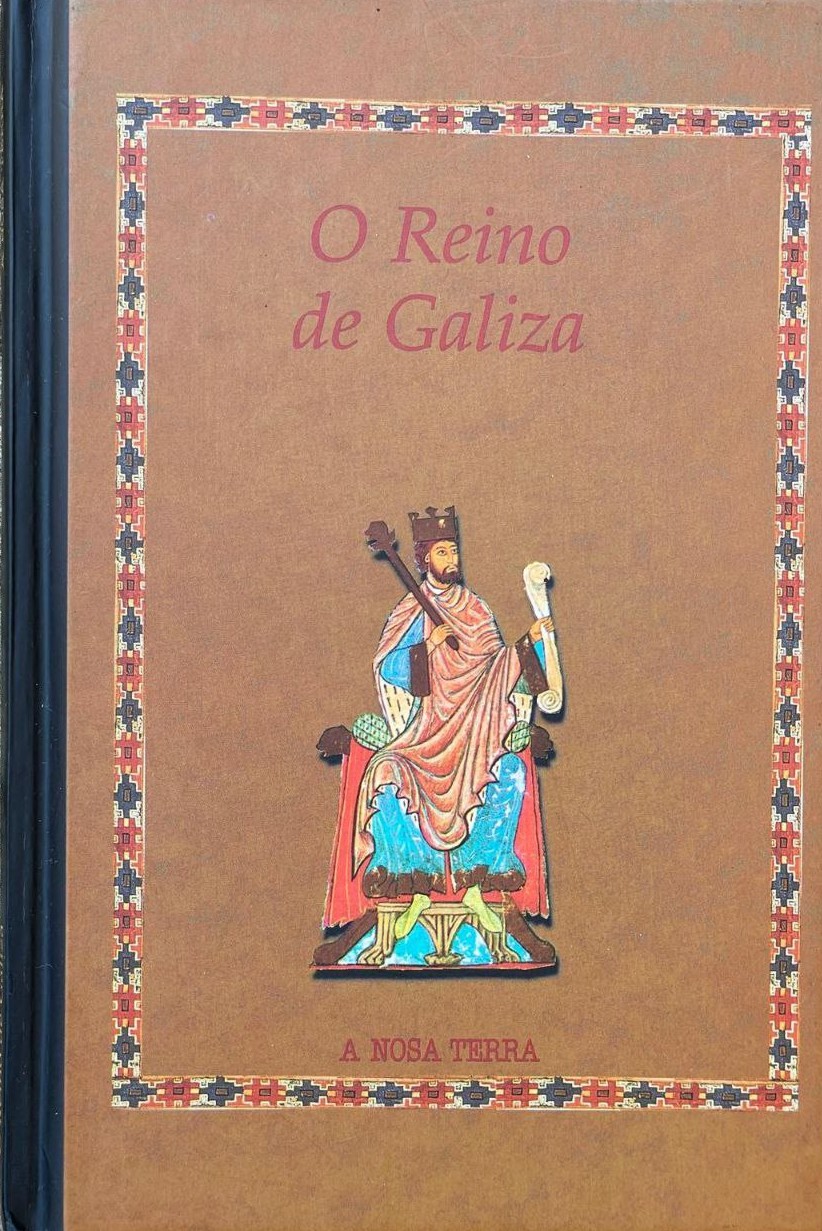 O Reino
de Galiza
A NOSA TERRA